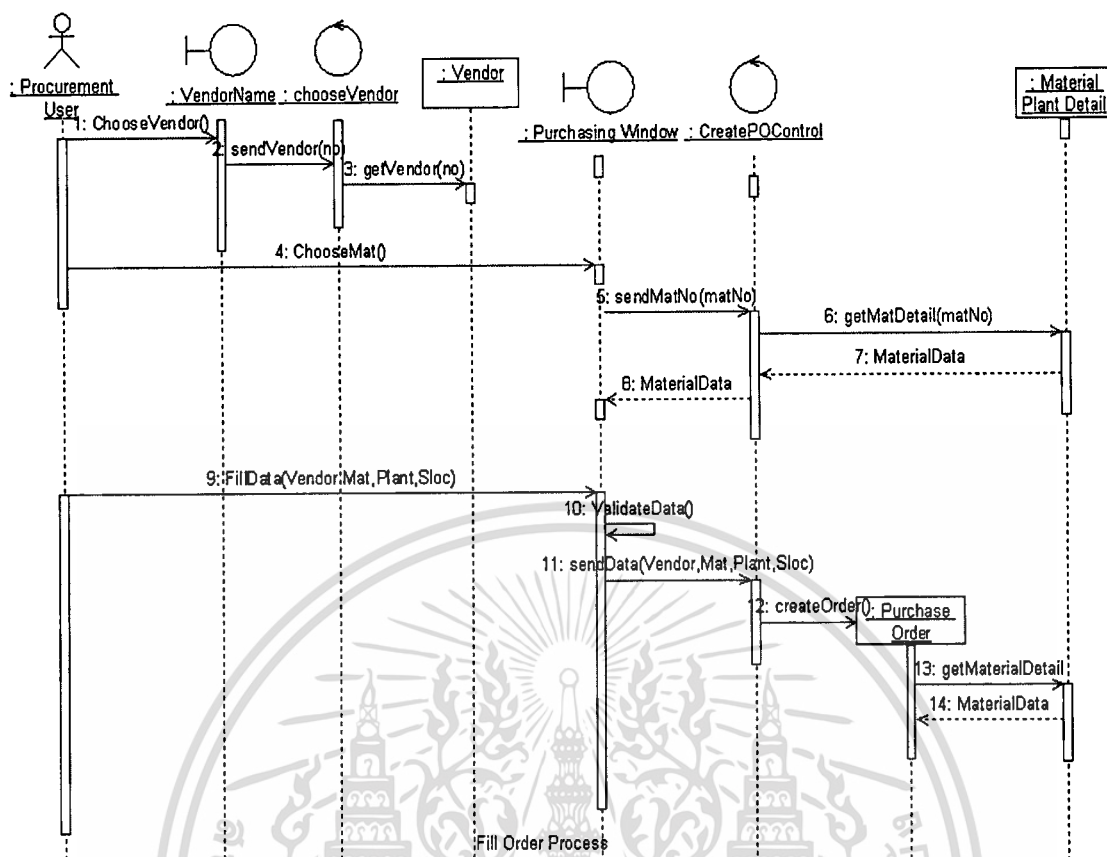 : Procurement
User
: VendorName
: chooseVendor
: Vendor
: Purchasing Window
: CreatePOControl
: Material
Plant Detail
1: ChooseVendor()
2: sendVendor(no)
3: getVendor(no)
4: ChooseMat()
5: sendMatNo(matNo)
6: getMatDetail(matNo)
7: MaterialData
8: MaterialData
9: FillData(Vendor,Mat,Plant,Sloc)
10: ValidateData()
11: sendData(Vendor,Mat,Plant,Sloc)
12: createOrder()
: Purchase
Order
13: getMaterialDetail
14: MaterialData
Fill Order Process